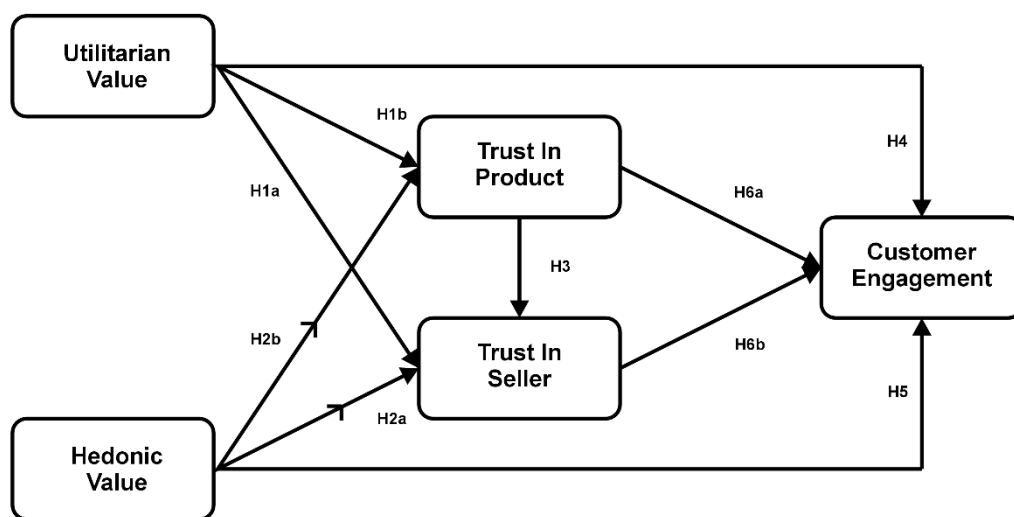 Utilitarian
Value
H1b
Trust In
Product
H4
H1a
H6a
Customer
Engagement
H3
H2b
Trust In
Seller
H6b
H2a
H5
Hedonic
Value